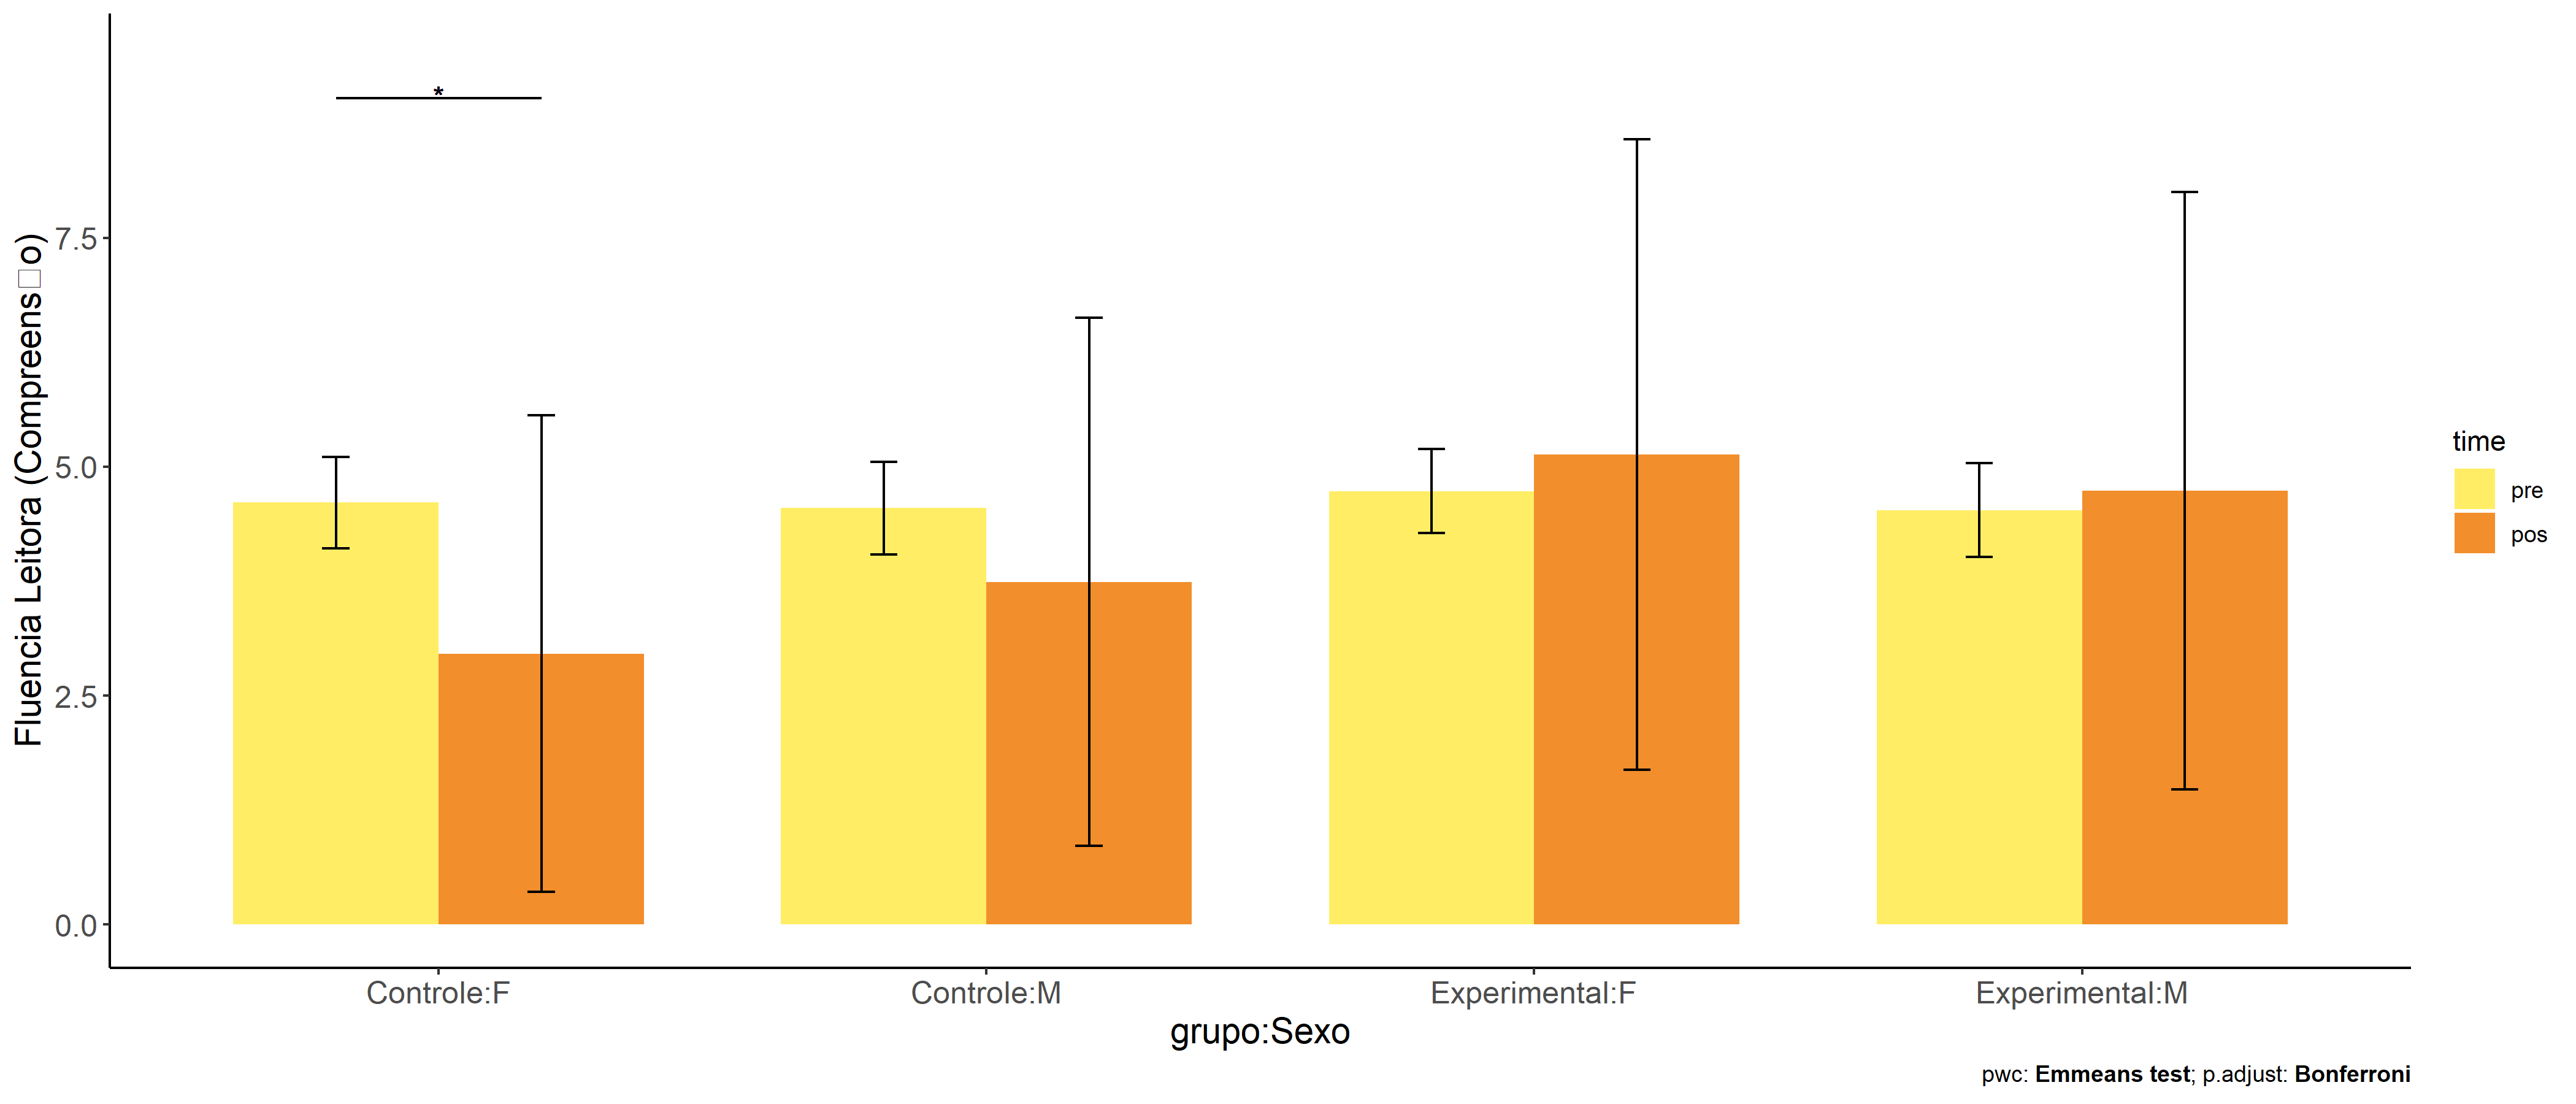 *
Fluencia Leitora (Compreens□o)
7.5
5.0
2.5
0.0
Controle:F
Controle:M
Experimental:F
Experimental:M
grupo:Sexo
time
pre
pos
pwc: Emmeans test; p.adjust: Bonferroni